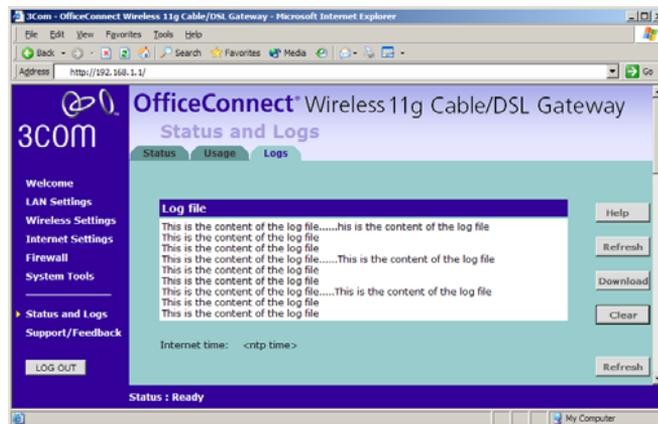 3Com - OfficeConnect Wireless 11g Cable/DSL Gateway - Microsoft Internet Explorer
File Edit View Favorites Tools Help
Back Search Favorites Media
Address http://192.168.1.1/ Go
3COM
OfficeConnect® Wireless 11g Cable/DSL Gateway
Status and Logs
Status Usage Logs
Welcome
LAN Settings
Wireless Settings
Internet Settings
Firewall
System Tools
Status and Logs
Support/Feedback
LOG OUT
Log file
This is the content of the log file......his is the content of the log file
This is the content of the log file
This is the content of the log file
This is the content of the log file......This is the content of the log file
This is the content of the log file
This is the content of the log file
This is the content of the log file.....This is the content of the log file
This is the content of the log file
This is the content of the log file
Internet time: <ntp time>
Help
Refresh
Download
Clear
Refresh
Status : Ready
My Computer